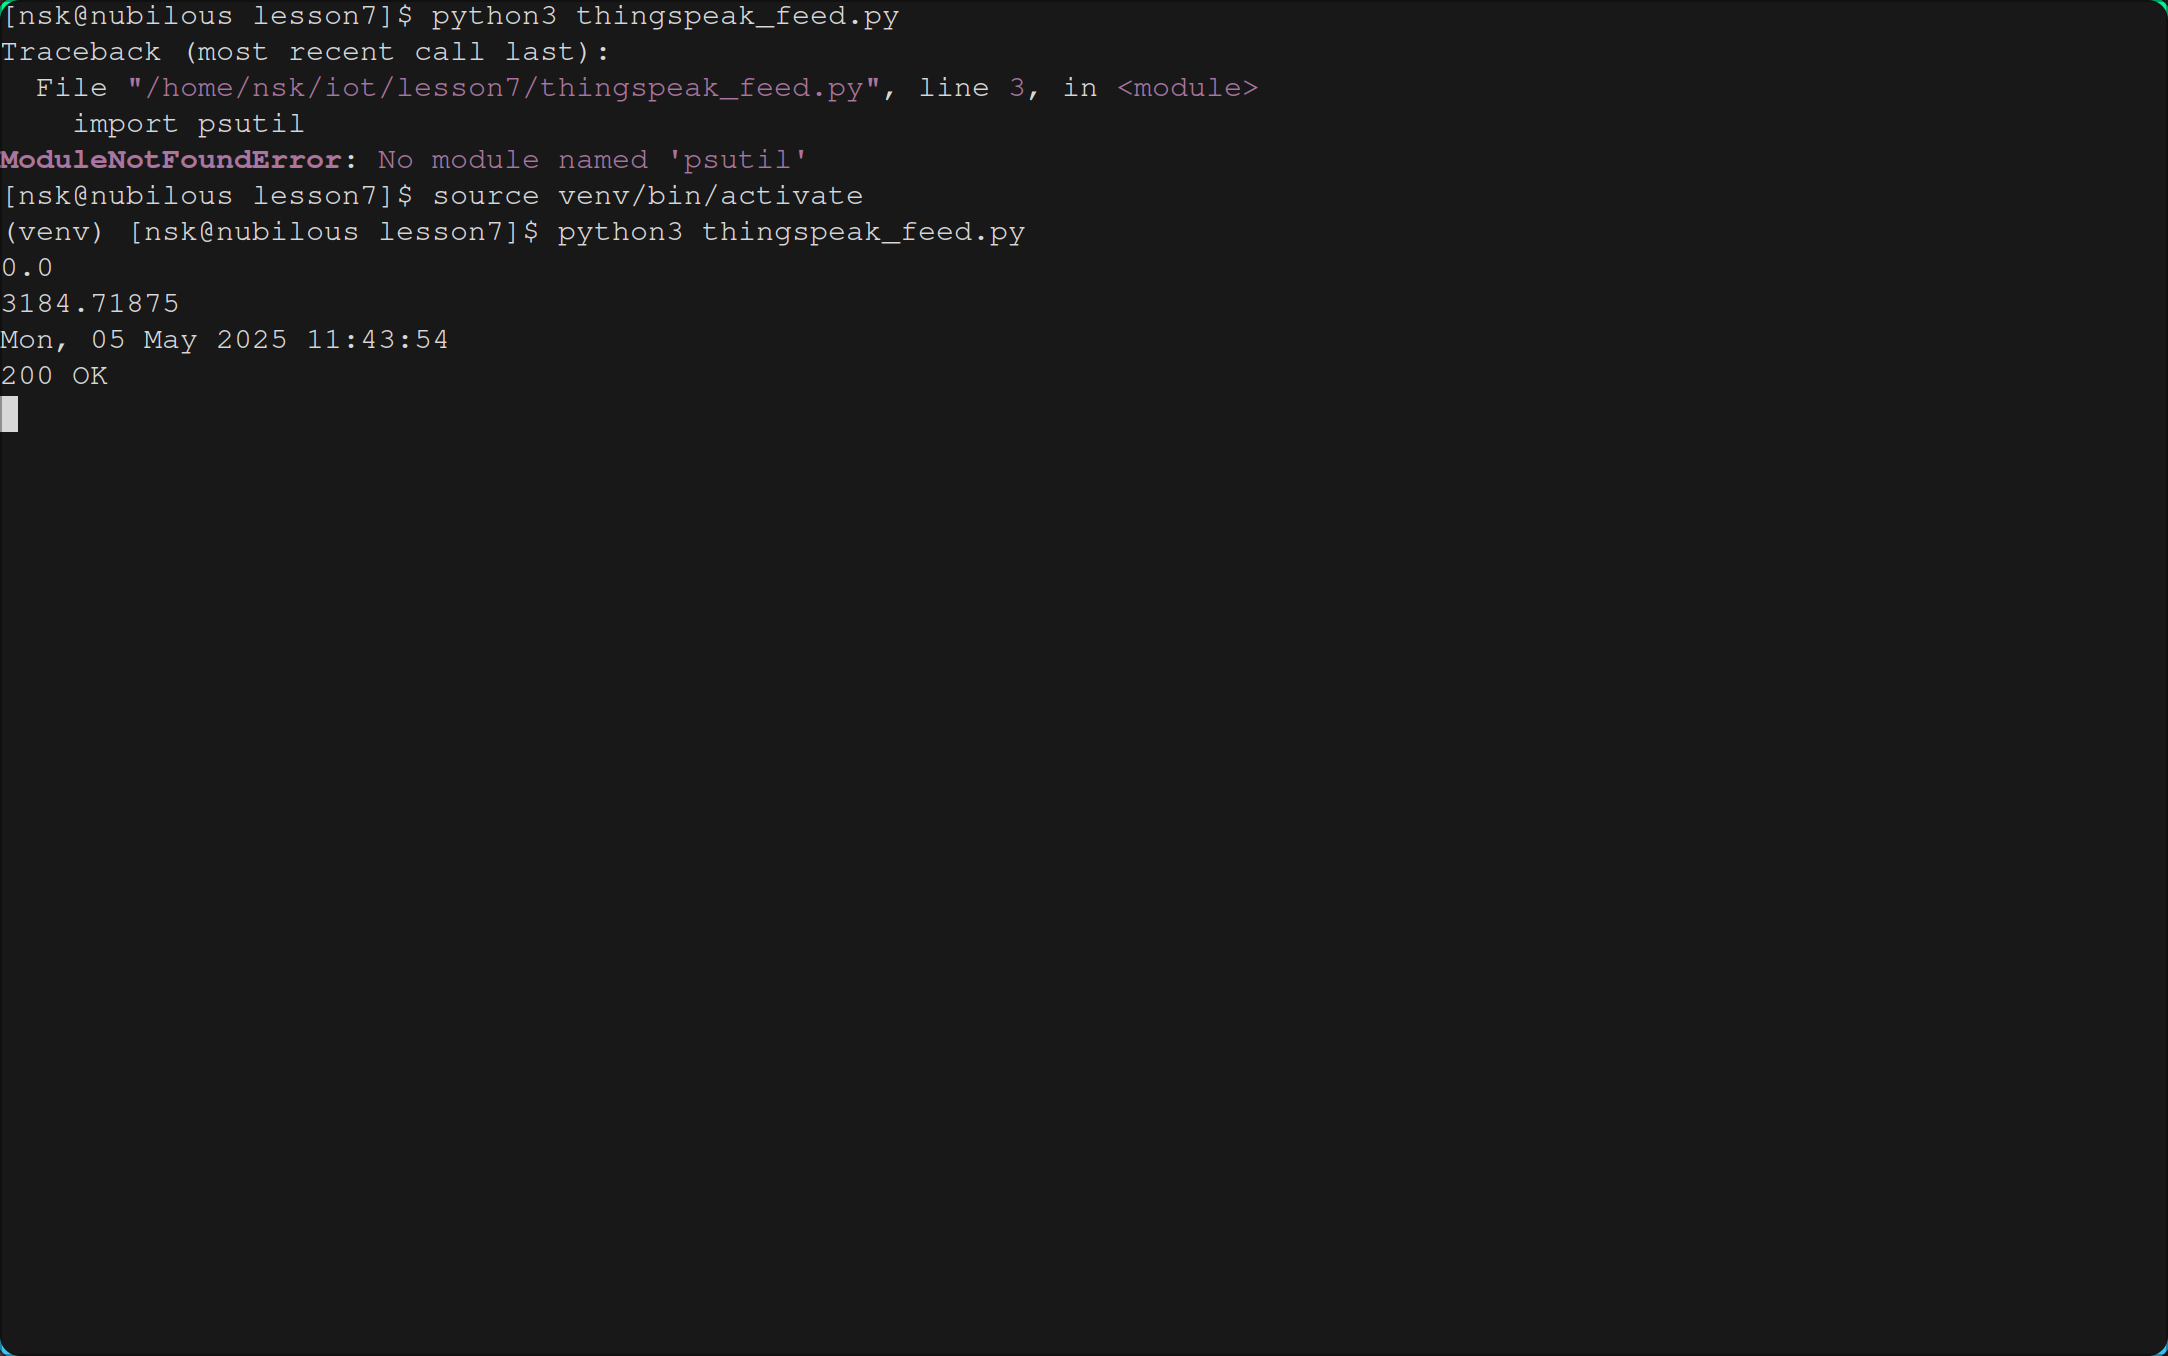 [nsk@nubilous lesson7]$ python3 thingspeak_feed.py
Traceback (most recent call last):
  File "/home/nsk/iot/lesson7/thingspeak_feed.py", line 3, in <module>
    import psutil
ModuleNotFoundError: No module named 'psutil'
[nsk@nubilous lesson7]$ source venv/bin/activate
(venv) [nsk@nubilous lesson7]$ python3 thingspeak_feed.py
0.0
3184.71875
Mon, 05 May 2025 11:43:54
200 OK